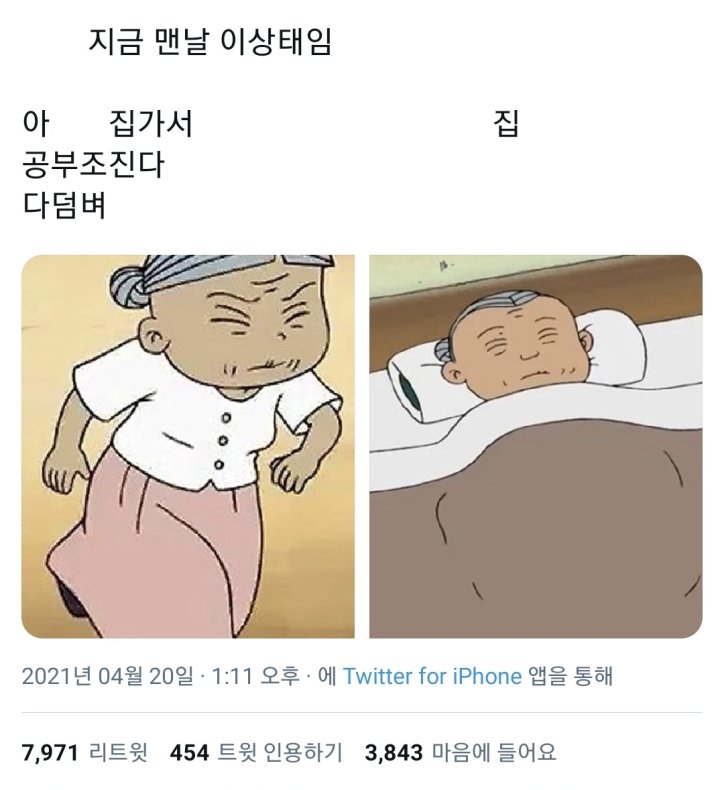 지금 맨날 이상태임
아 집가서 집
공부조진다
다덤벼
2021년 04월 20일 · 1:11 오후 · 에 Twitter for iPhone 앱을 통해
7,971 리트윗 454 트윗 인용하기 3,843 마음에 들어요